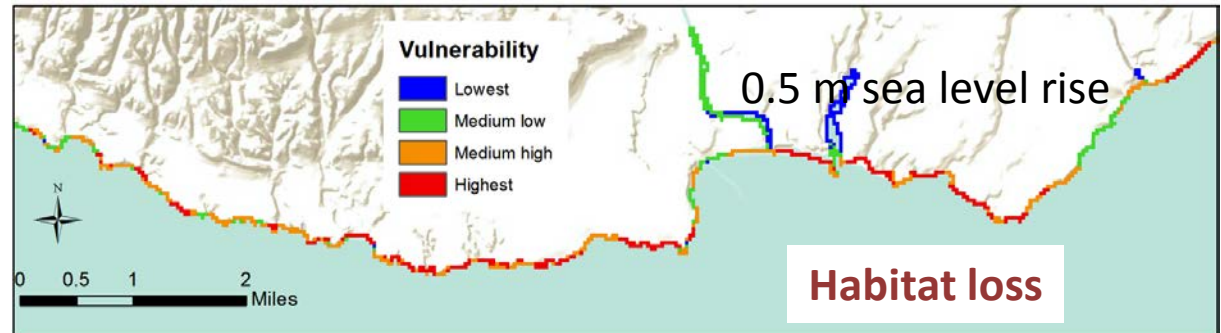 Vulnerability
Lowest
Medium low
Medium high
Highest
0.5 m sea level rise
N
0 0.5 1 2
Miles
Habitat loss